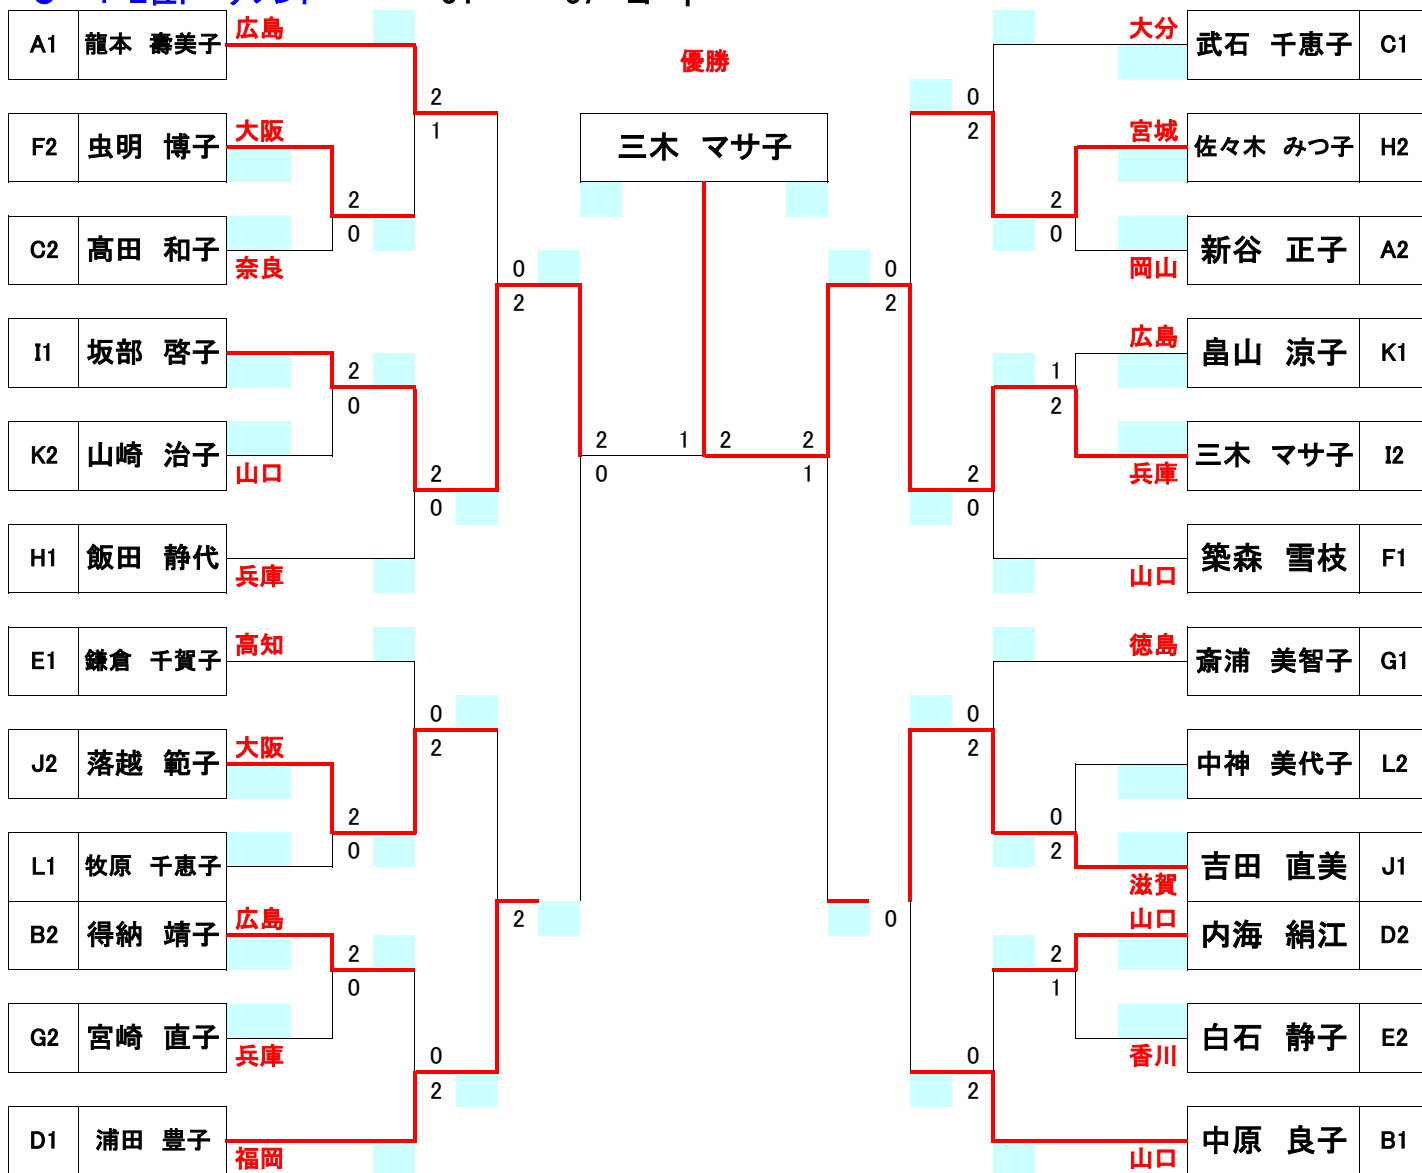 優勝
三木 マサ子
A1 龍本 壽美子 広島
2
1
F2 虫明 博子 大阪
2
0
C2 髙田 和子 奈良
0
2
I1 坂部 啓子
2
0
K2 山崎 治子 山口
2
0
H1 飯田 静代 兵庫
2 1 2 2
0 1
E1 鎌倉 千賀子 高知
0
2
J2 落越 範子 大阪
2
0
L1 牧原 千恵子
2
B2 得納 靖子 広島
2
0
G2 宮崎 直子 兵庫
0
2
D1 浦田 豊子 福岡
大分 武石 千恵子 C1
0
2
宮城 佐々木 みつ子 H2
2
0
岡山 新谷 正子 A2
0
2
広島 畠山 涼子 K1
1
2
兵庫 三木 マサ子 I2
2
0
山口 築森 雪枝 F1
徳島 斎浦 美智子 G1
0
2
中神 美代子 L2
0
2
滋賀 吉田 直美 J1
0
山口 内海 絹江 D2
2
1
香川 白石 静子 E2
0
2
山口 中原 良子 B1